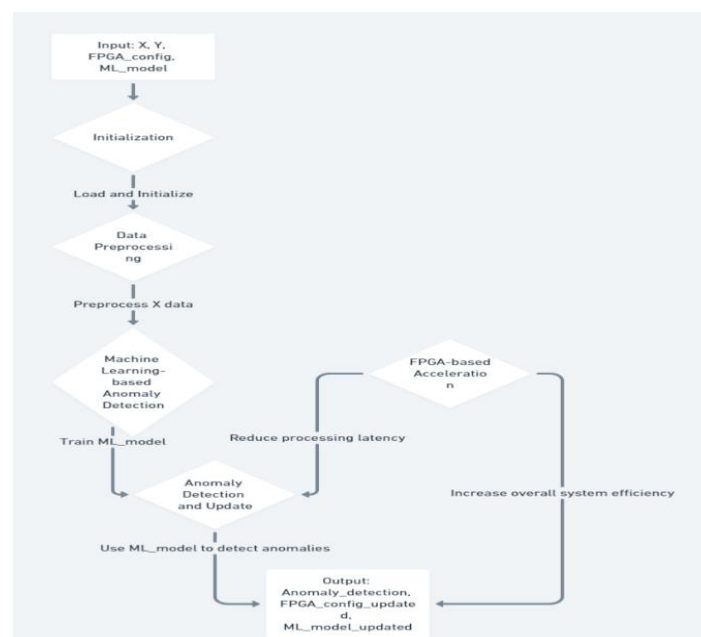 Input: X, Y,
FPGA_config,
ML_model
Initialization
Load and Initialize
Data
Preprocessi
ng
Preprocess X data
Machine
Learning-
based
Anomaly
Detection
FPGA-based
Acceleratio
n
Train ML_model
Reduce processing latency
Anomaly
Detection
and Update
Increase overall system efficiency
Use ML_model to detect anomalies
Output:
Anomaly_detection,
FPGA_config_update
d,
ML_model_updated